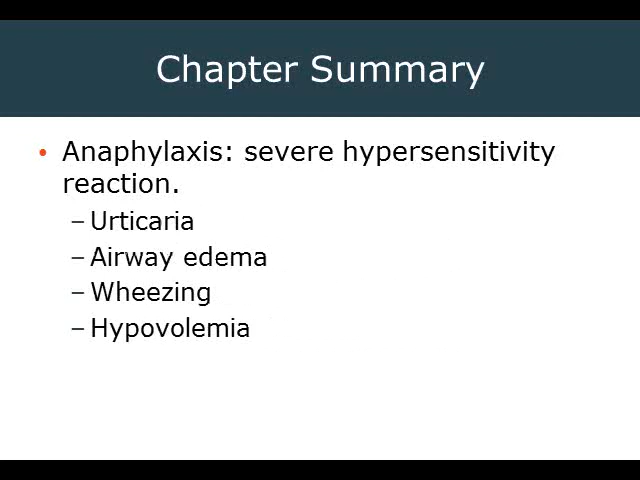 Chapter Summary
• Anaphylaxis: severe hypersensitivity
reaction.
– Urticaria
– Airway edema
– Wheezing
– Hypovolemia